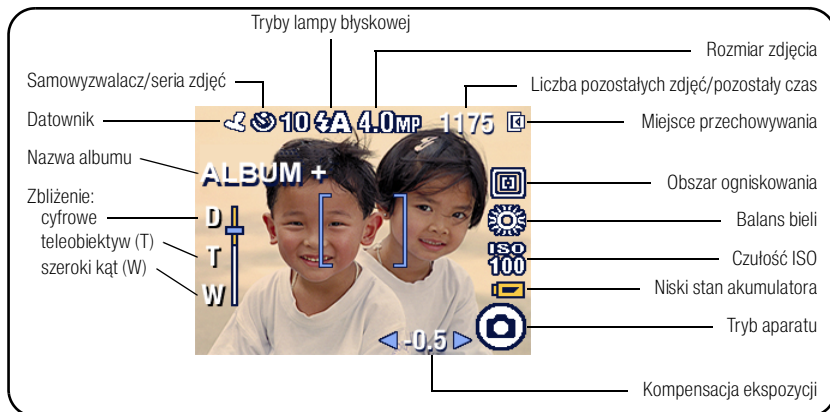 Tryby lampy błyskowej
Rozmiar zdjęcia
Samowyzwalacz/seria zdjęć
Liczba pozostałych zdjęć/pozostały czas
Datownik
10 A 4.0MP 1175
Miejsce przechowywania
Nazwa albumu
ALBUM +
Obszar ogniskowania
Zbliżenie:
cyfrowe
D
Balans bieli
teleobiektyw (T)
T
ISO
100
Czułość ISO
szeroki kąt (W)
W
Niski stan akumulatora
Tryb aparatu
-0.5
Kompensacja ekspozycji